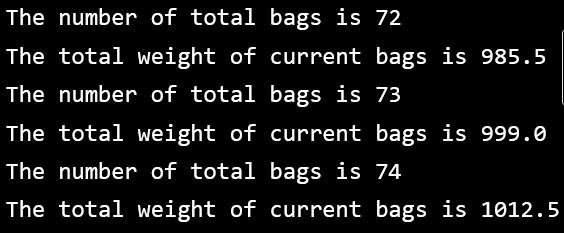 The number of total bags is 72
The total weight of current bags is 985.5
The number of total bags is 73
The total weight of current bags is 999.0
The number of total bags is 74
The total weight of current bags is 1012.5